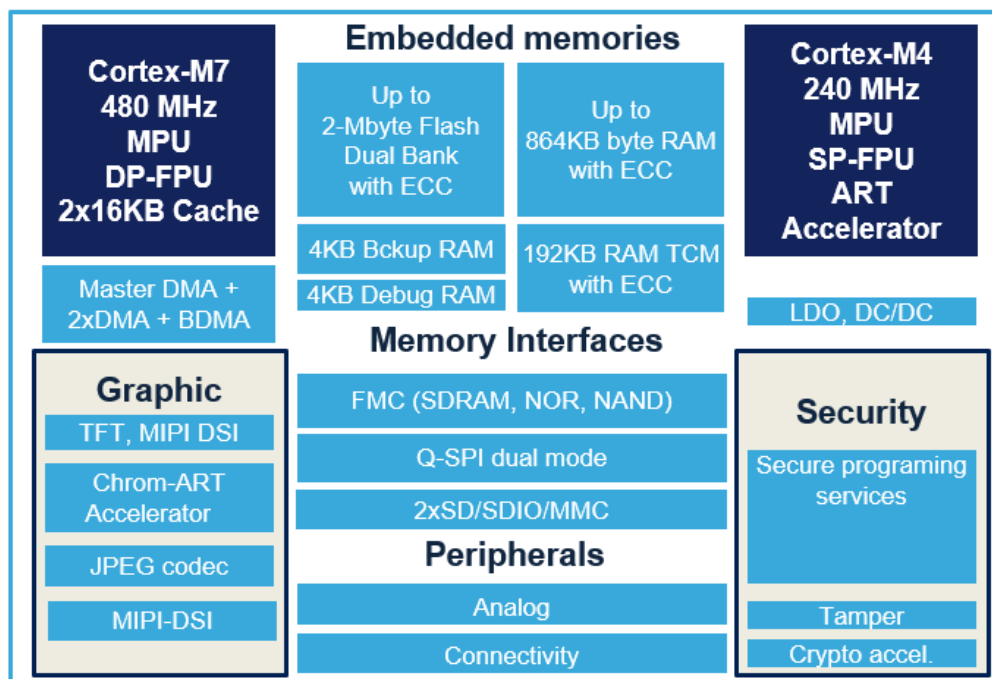 Cortex-M7
480 MHz
MPU
DP-FPU
2x16KB Cache
Master DMA +
2xDMA + BDMA
Graphic
TFT, MIPI DSI
Chrom-ART
Accelerator
JPEG codec
MIPI-DSI
Embedded memories
Up to
2-Mbyte Flash
Dual Bank
with ECC
Up to
864KB byte RAM
with ECC
4KB Bckup RAM
4KB Debug RAM
192KB RAM TCM
with ECC
Memory Interfaces
FMC (SDRAM, NOR, NAND)
Q-SPI dual mode
2xSD/SDIO/MMC
Peripherals
Analog
Connectivity
Cortex-M4
240 MHz
MPU
SP-FPU
ART
Accelerator
LDO, DC/DC
Security
Secure programing
services
Tamper
Crypto accel.